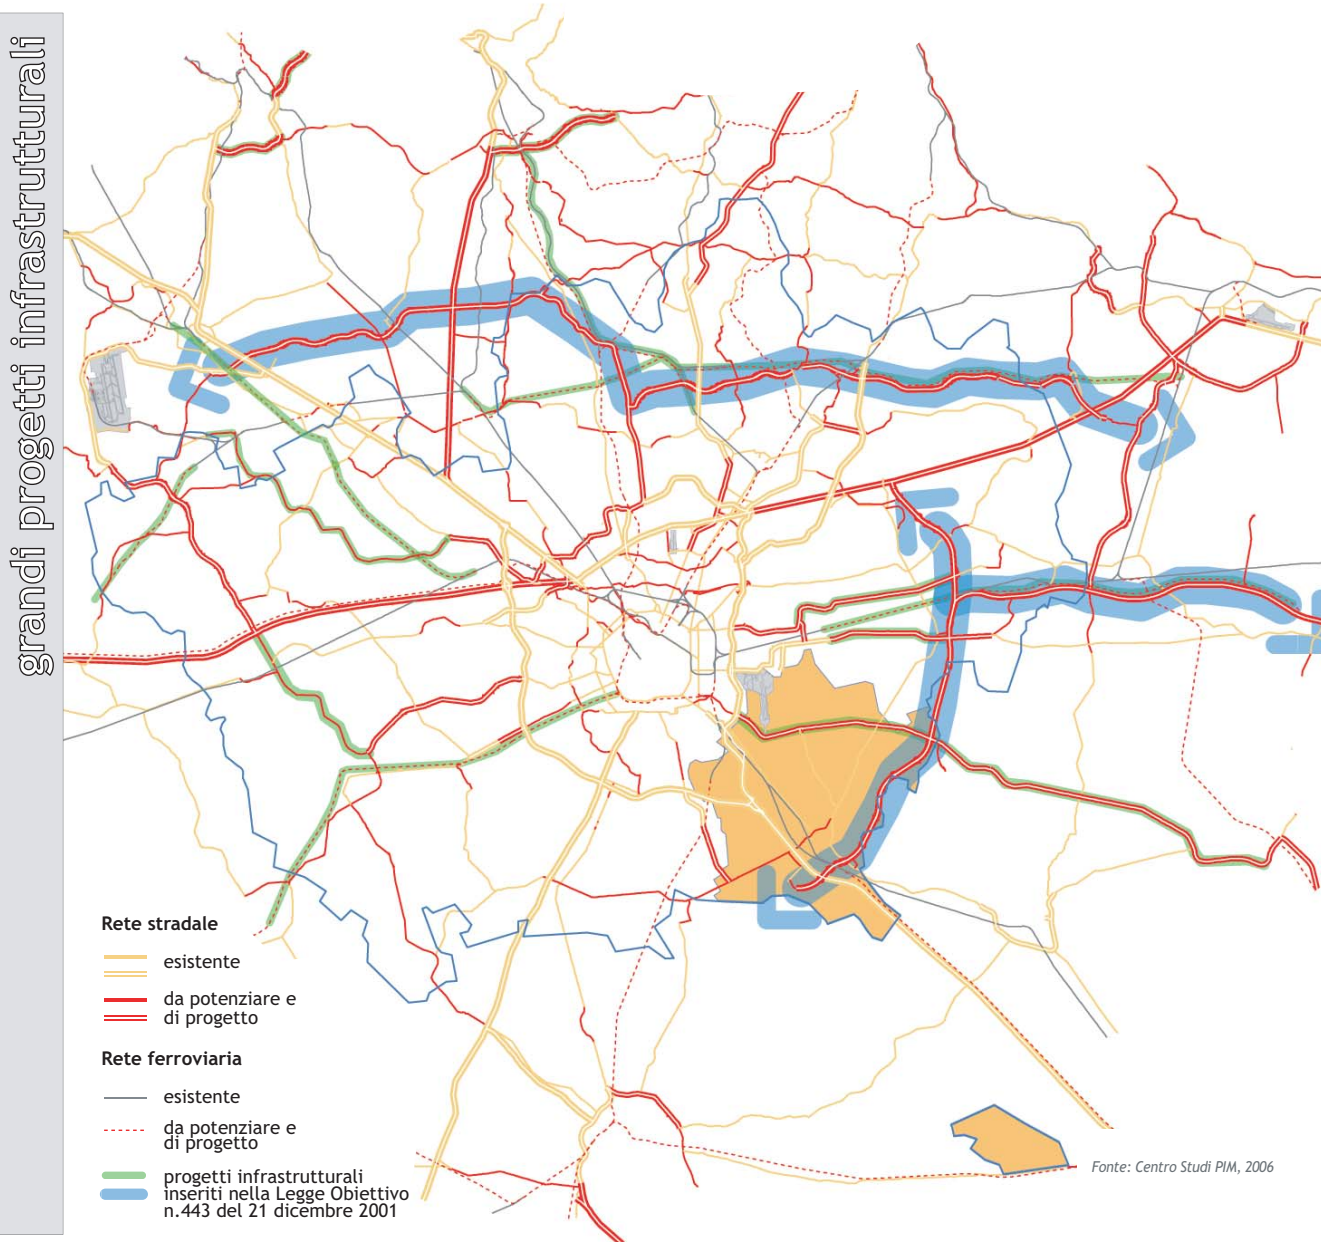 grandi progetti infrastrutturali
Rete stradale
esistente
da potenziare e
di progetto
Rete ferroviaria
esistente
da potenziare e
di progetto
progetti infrastrutturali
inseriti nella Legge Obiettivo
n.443 del 21 dicembre 2001
Fonte: Centro Studi PIM, 2006